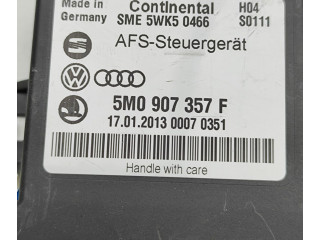 Made in Continental H04
Germany SME 5WK5 0466 S0111
AFS-Steuergerät
5M0 907 357 F
17.01.2013 0007 0351
Handle with care